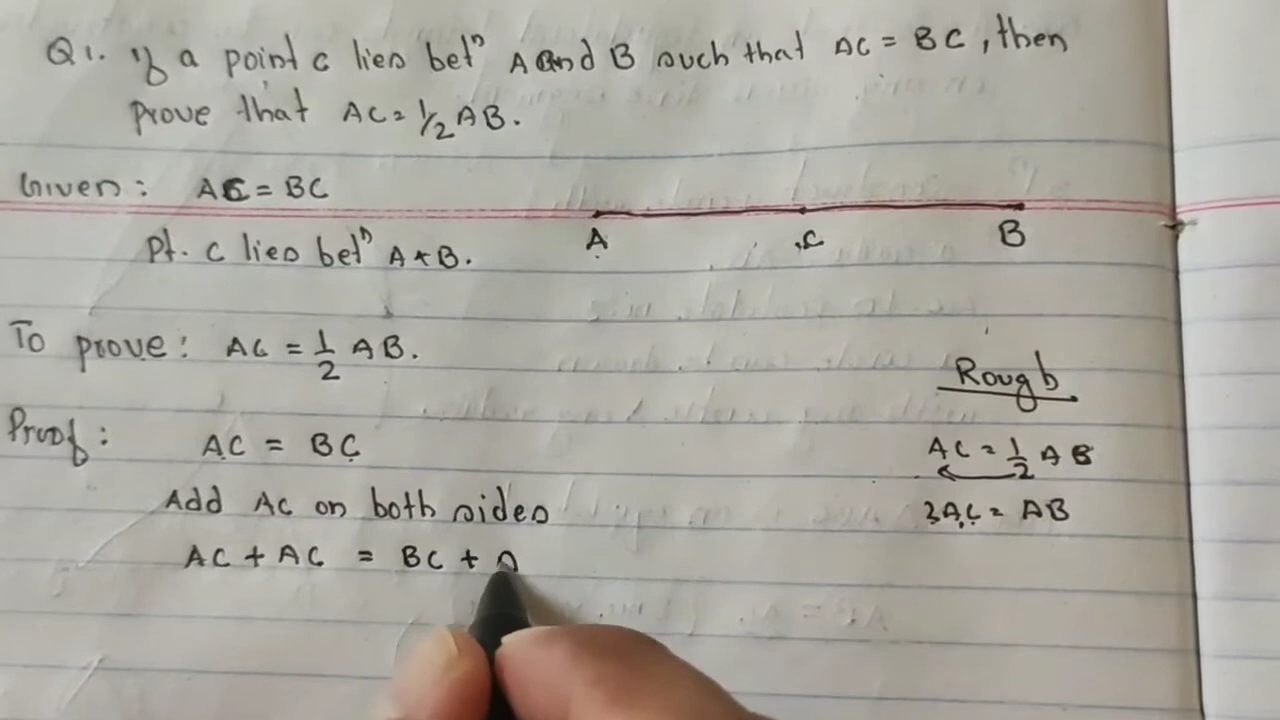 Q1. If a point C lies betⁿ A and B such that AC = BC, then
prove that AC = 1/2 AB.
Given: AC = BC
Pt. C lies betⁿ A & B.
A C B
To prove: AC = 1/2 AB.
Rough
Proof: AC = BC
AC = 1/2 AB
Add AC on both sides
2AC = AB
AC + AC = BC + A